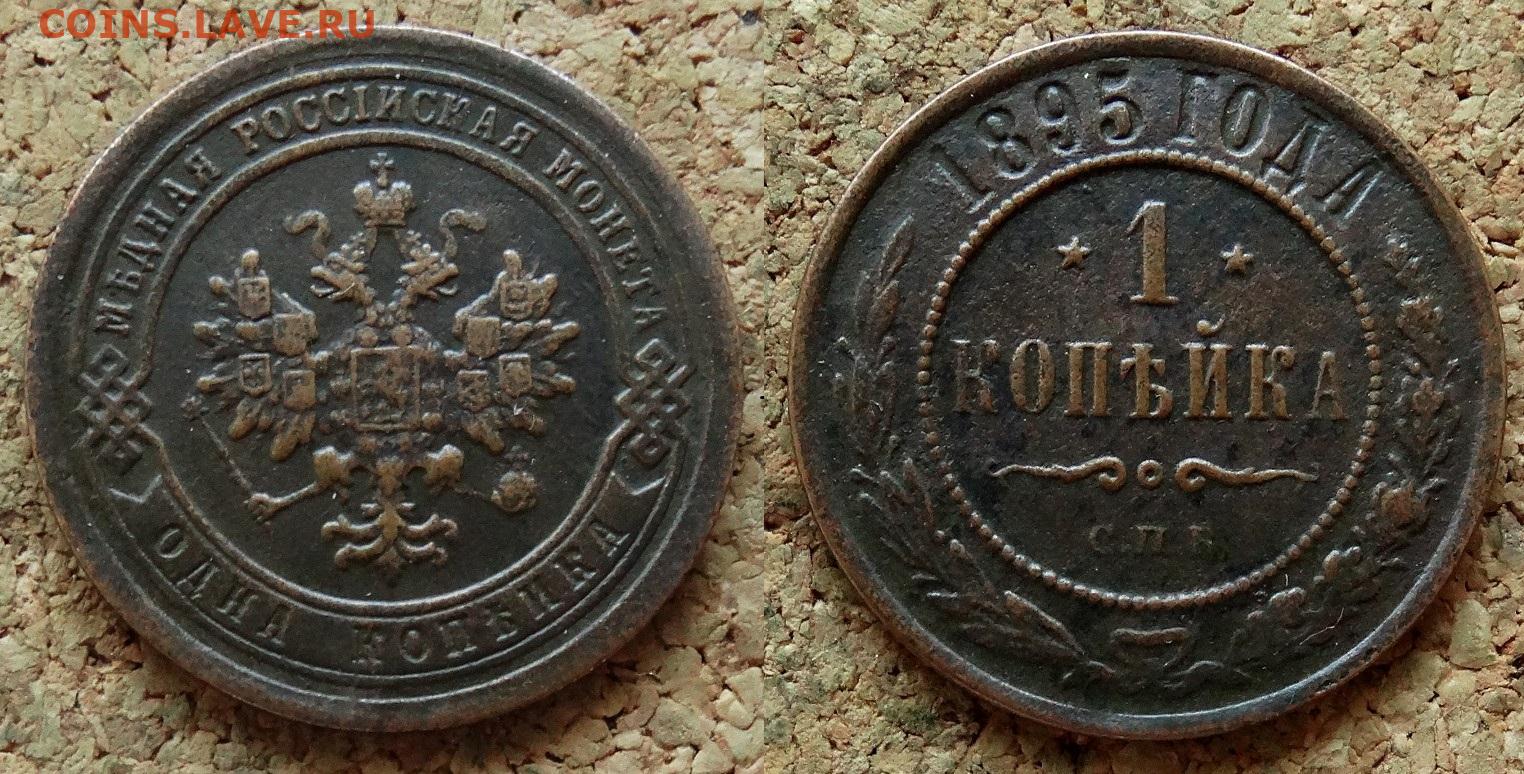 COINS.LAVE.RU
МѢДНАЯ РОССІЙСКАЯ МОНЕТА
ОДНА КОПѢЙКА
1895 ГОДА
1
КОПѢЙКА
С.П.Б.